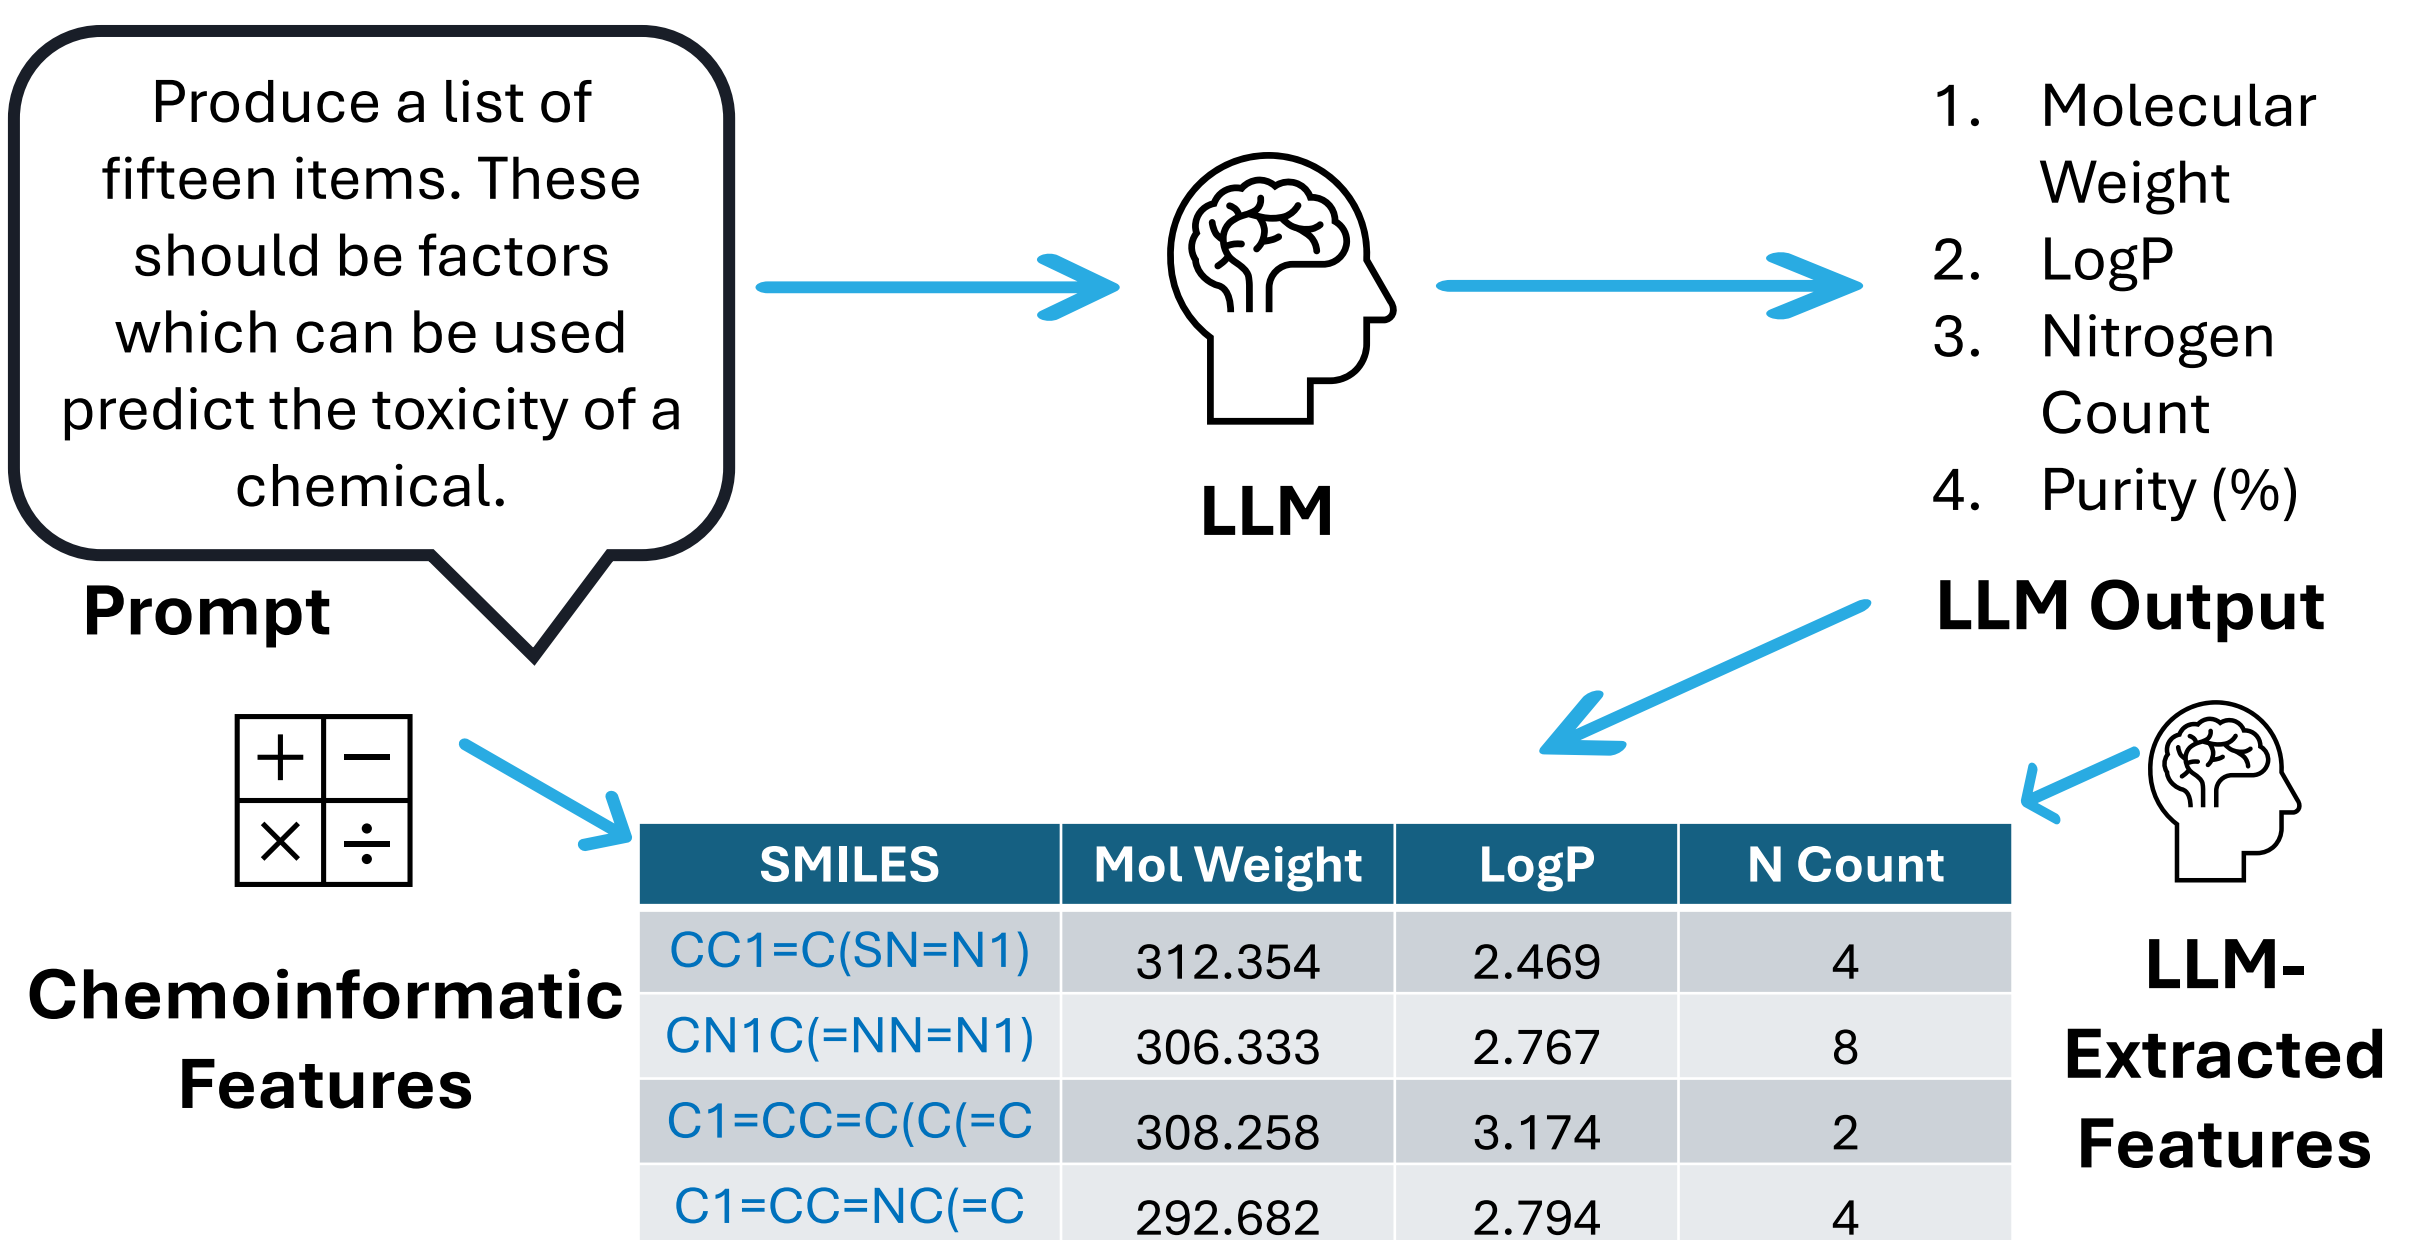 Produce a list of
fifteen items. These
should be factors
which can be used
predict the toxicity of a
chemical.
Prompt
LLM
1. Molecular
Weight
2. LogP
3. Nitrogen
Count
4. Purity (%)
LLM Output
Chemoinformatic
Features
SMILES Mol Weight LogP N Count
CC1=C(SN=N1) 312.354 2.469 4
CN1C(=NN=N1) 306.333 2.767 8
C1=CC=C(C(=C 308.258 3.174 2
C1=CC=NC(=C 292.682 2.794 4
LLM-
Extracted
Features